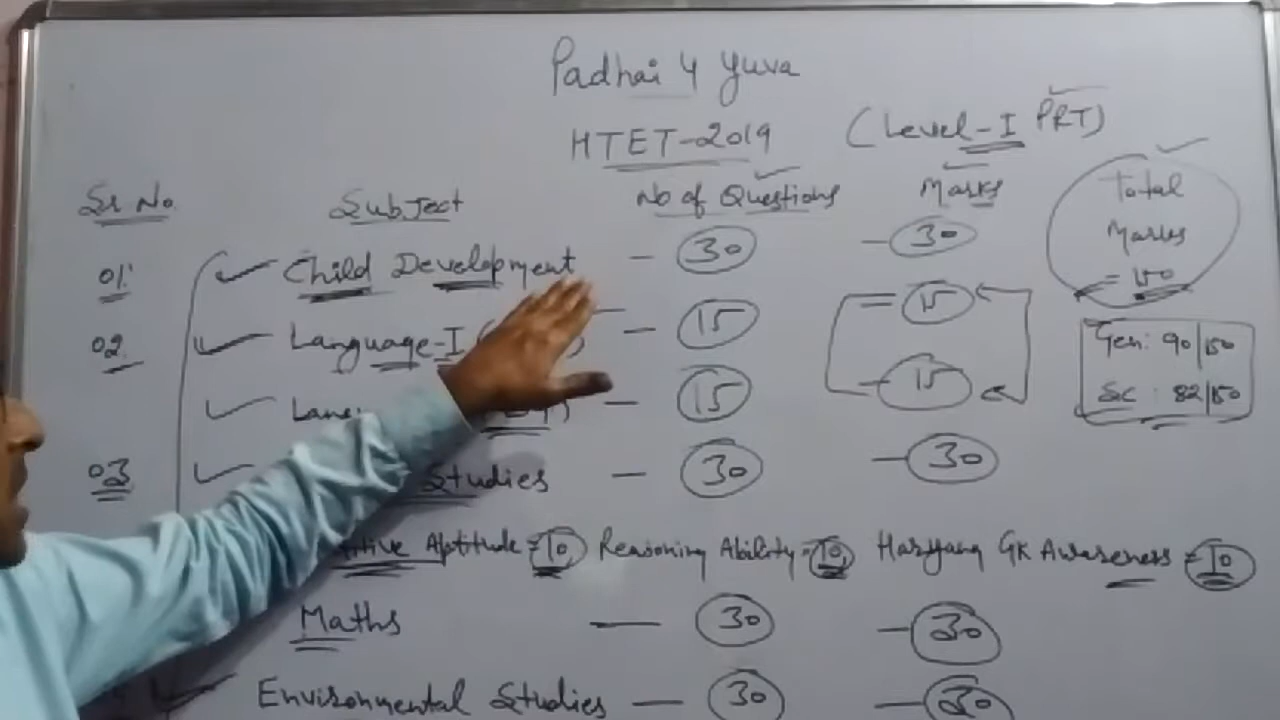 Padhai 4 Yuva
HTET-2019 (Level-I PRT)
Sr No. Subject No of Questions Marks
Total Marks = 150
01. Child Development - 30 - 30
02. Language-I - 15 = 15
- 15 - 15
Gen: 90/150
SC : 82/150
03 Studies - 30 - 30
Aptitude = 10, Reasoning Ability = 10, Haryana GK Awareness = 10
Maths - 30 - 30
Environmental Studies - 30 - 30